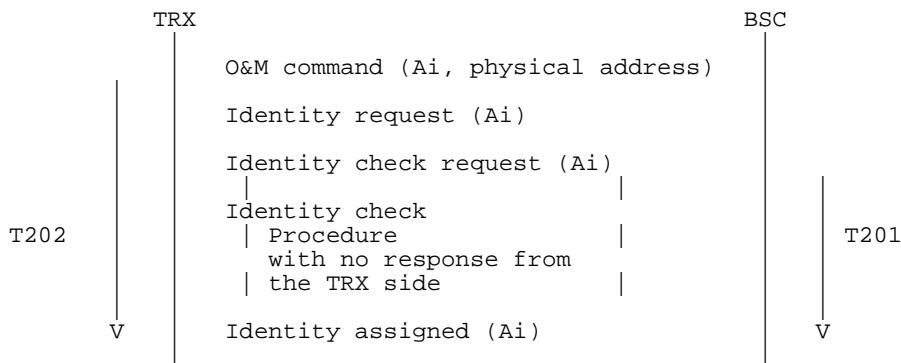 TRX BSC
O&M command (Ai, physical address)
Identity request (Ai)
Identity check request (Ai)
Identity check
T202 Procedure T201
with no response from
the TRX side
V Identity assigned (Ai) V